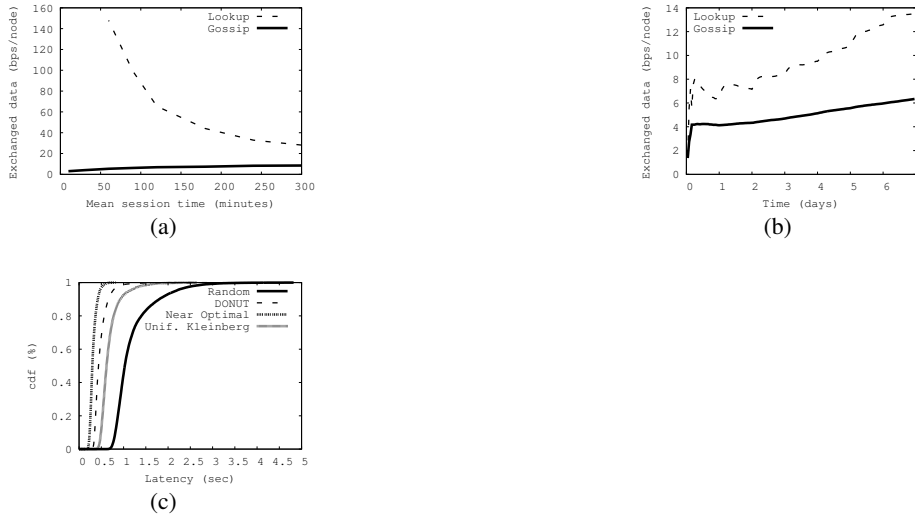 Exchanged data (bps/node)
160
140
120
100
80
60
40
20
0
Lookup
Gossip
0 50 100 150 200 250 300
Mean session time (minutes)
(a)
Exchanged data (bps/node)
14
12
10
8
6
4
2
0
Lookup
Gossip
0 1 2 3 4 5 6
Time (days)
(b)
cdf (%)
1
0.8
0.6
0.4
0.2
0
Random
DONUT
Near Optimal
Unif. Kleinberg
0 0.5 1 1.5 2 2.5 3 3.5 4 4.5 5
Latency (sec)
(c)